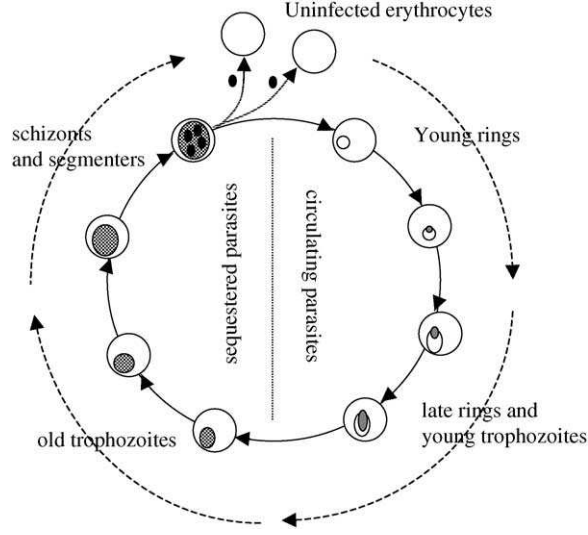 Uninfected erythrocytes
schizonts
and segmenters
Young rings
sequestered parasites
circulating parasites
old trophozoites
late rings and
young trophozoites